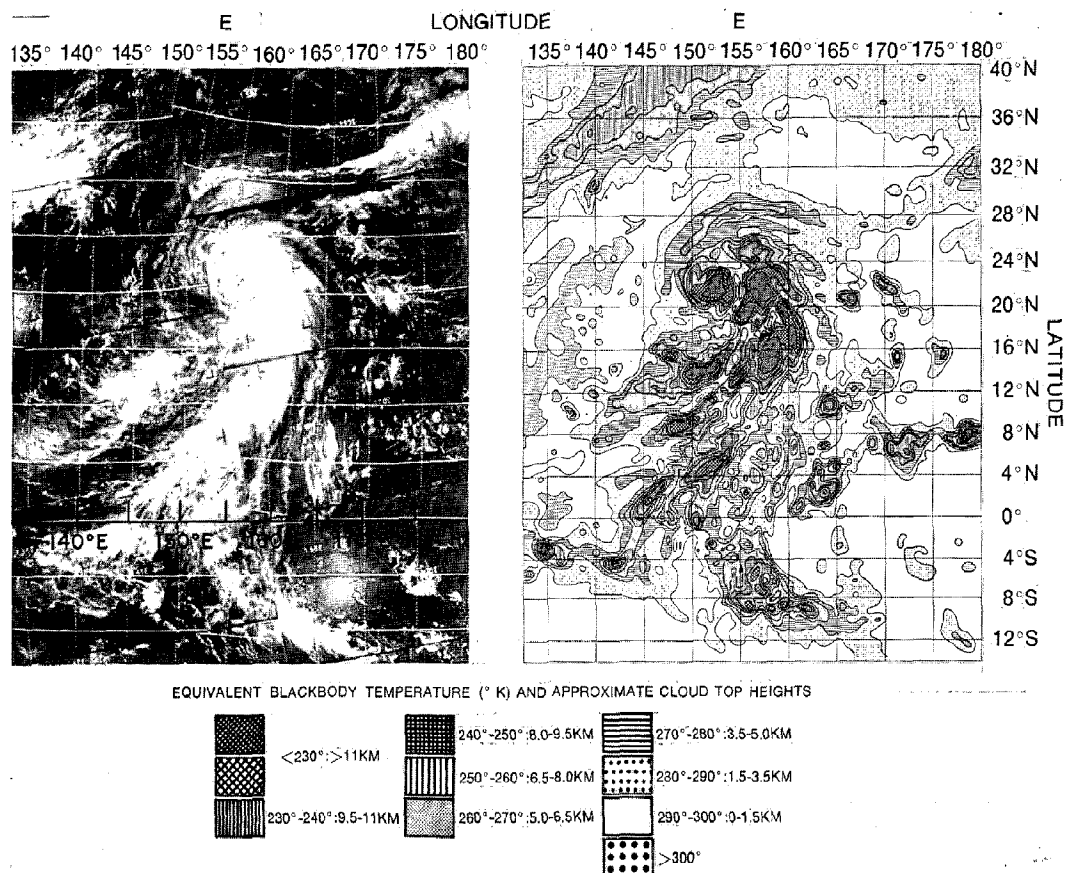 E LONGITUDE E
135° 140° 145° 150° 155° 160° 165° 170° 175° 180° 135° 140° 145° 150° 155° 160° 165° 170° 175° 180°
40°N
36°N
32°N
28°N
24°N
20°N
16°N
12°N
8°N
4°N
0°
4°S
8°S
12°S
LATITUDE
140°E 150°E 160°
EQUIVALENT BLACKBODY TEMPERATURE (°K) AND APPROXIMATE CLOUD TOP HEIGHTS
<230°:>11KM
230°-240°:9.5-11KM
240°-250°:8.0-9.5KM
250°-260°:6.5-8.0KM
260°-270°:5.0-6.5KM
270°-280°:3.5-5.0KM
280°-290°:1.5-3.5KM
290°-300°:0-1.5KM
>300°